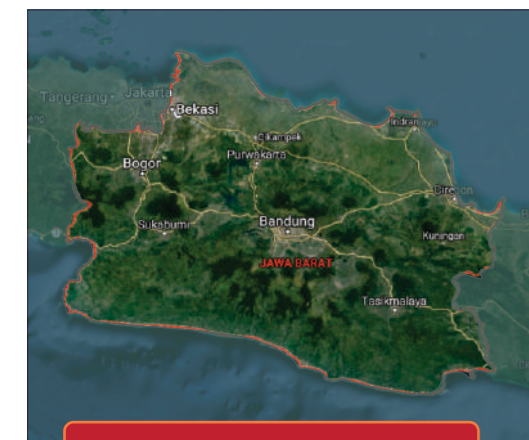 Jakarta
Tangerang
Bekasi
Indramayu
Cikampek
Purwakarta
Bogor
Cirebon
Sukabumi
Bandung
Kuningan
JAWA BARAT
Tasikmalaya